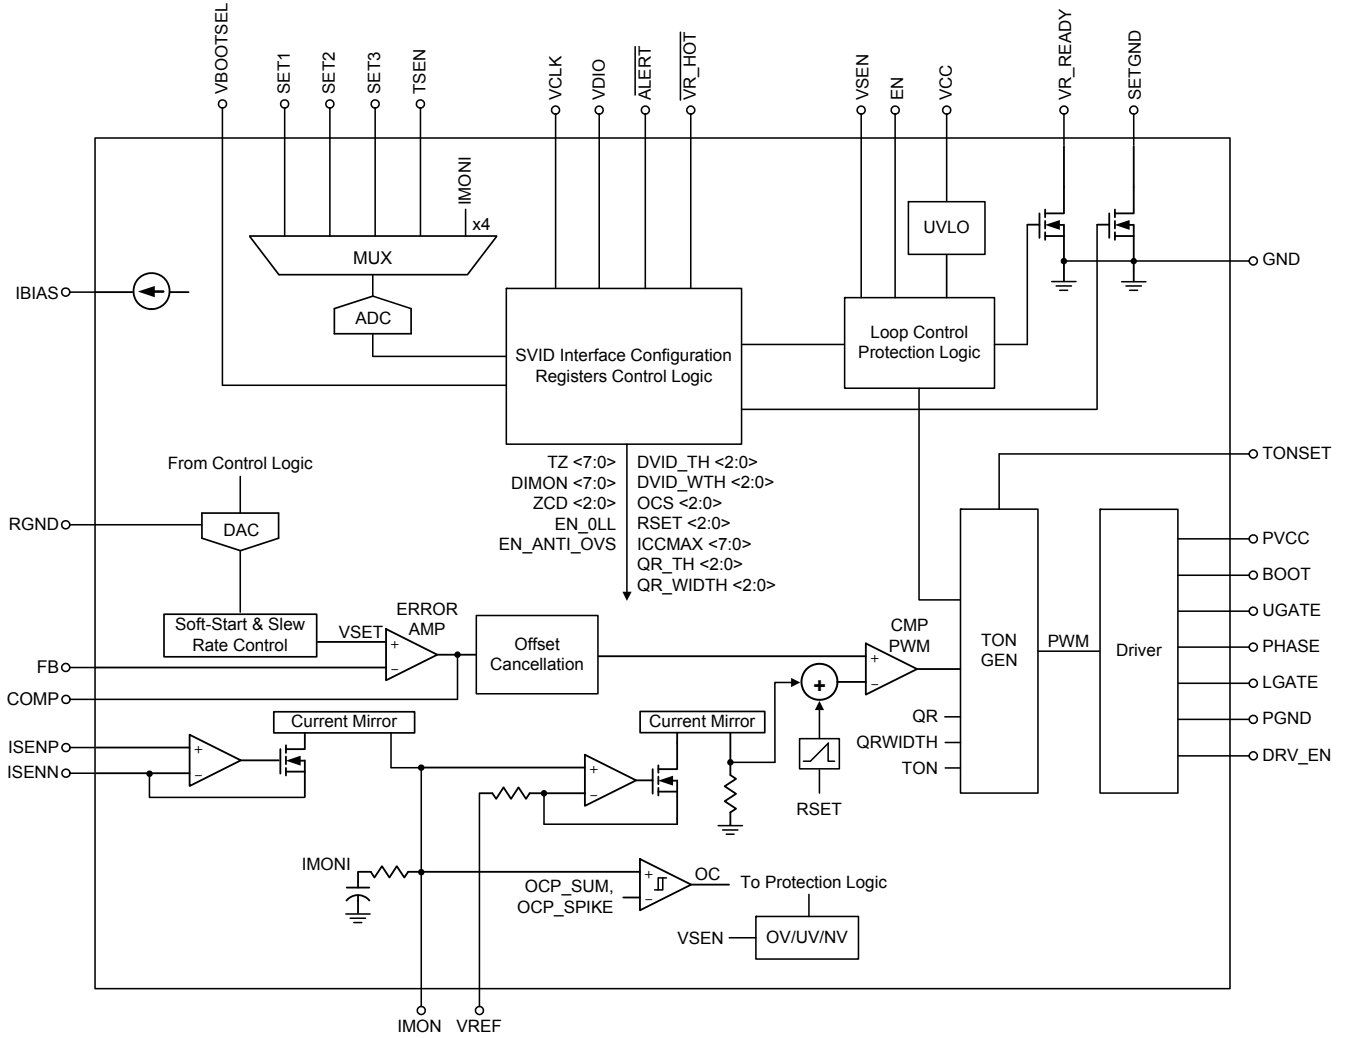 VBOOTSEL
SET1
SET2
SET3
TSEN
VCLK
VDIO
ALERT
VR_HOT
VSEN
EN
VCC
VR_READY
SETGND
IMONI
x4
MUX
UVLO
GND
IBIAS
ADC
Loop Control
Protection Logic
SVID Interface Configuration
Registers Control Logic
From Control Logic
TZ <7:0>
DIMON <7:0>
ZCD <2:0>
EN_0LL
EN_ANTI_OVS
DVID_TH <2:0>
DVID_WTH <2:0>
OCS <2:0>
RSET <2:0>
ICCMAX <7:0>
QR_TH <2:0>
QR_WIDTH <2:0>
TONSET
RGND
DAC
PVCC
BOOT
UGATE
PHASE
LGATE
PGND
DRV_EN
Soft-Start & Slew
Rate Control
VSET
ERROR
AMP
+
−
Offset
Cancellation
CMP
PWM
+
−
TON
GEN
PWM
Driver
FB
COMP
+
QR
QRWIDTH
TON
RSET
Current Mirror
Current Mirror
ISENP
ISENN
+
−
+
−
IMONI
OCP_SUM,
OCP_SPIKE
+
−
OC
To Protection Logic
VSEN
OV/UV/NV
IMON
VREF